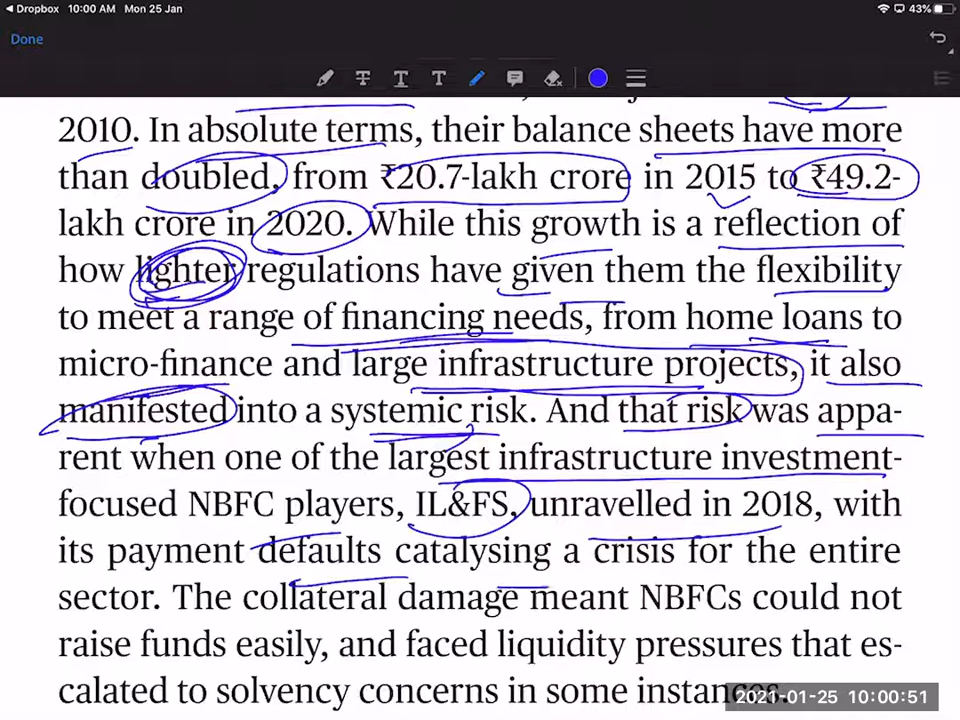 Dropbox 10:00 AM Mon 25 Jan 43%
Done
2010. In absolute terms, their balance sheets have more
than doubled, from ₹20.7-lakh crore in 2015 to ₹49.2-
lakh crore in 2020. While this growth is a reflection of
how lighter regulations have given them the flexibility
to meet a range of financing needs, from home loans to
micro-finance and large infrastructure projects, it also
manifested into a systemic risk. And that risk was appa-
rent when one of the largest infrastructure investment-
focused NBFC players, IL&FS, unravelled in 2018, with
its payment defaults catalysing a crisis for the entire
sector. The collateral damage meant NBFCs could not
raise funds easily, and faced liquidity pressures that es-
calated to solvency concerns in some instances.
2021-01-25 10:00:51